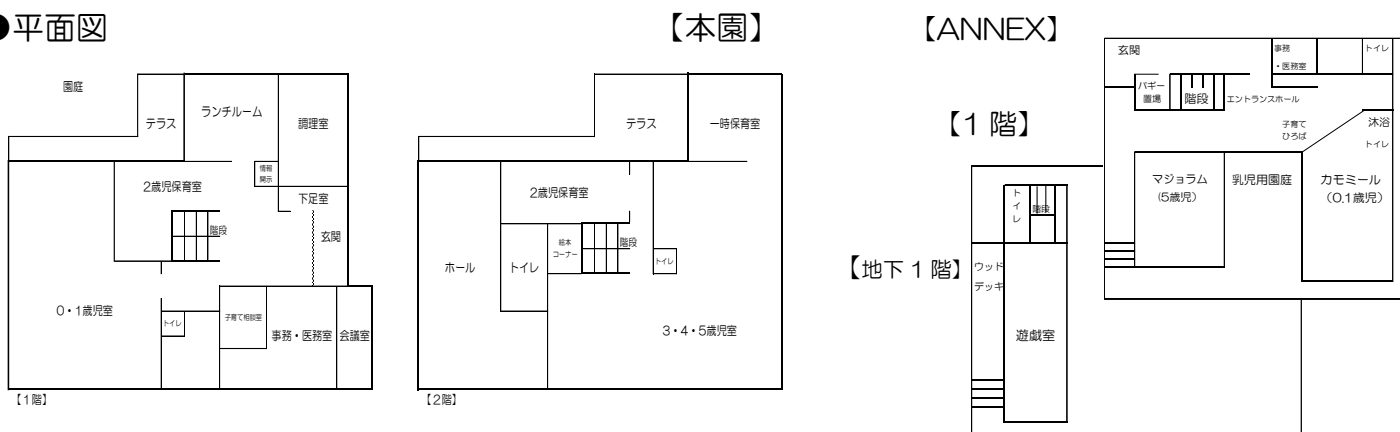 ●平面図
【本園】
【ANNEX】
園庭
テラス
ランチルーム
調理室
情報
開示
2歳児保育室
下足室
階段
玄関
0・1歳児室
トイレ
子育て相談室
事務・医務室
会議室
【1階】
テラス
一時保育室
2歳児保育室
絵本
コーナー
階段
ホール
トイレ
トイレ
3・4・5歳児室
【2階】
【1階】
玄関
事務
・医務室
トイレ
バギー
置場
階段
エントランスホール
子育て
ひろば
沐浴
トイレ
マジョラム
(5歳児)
乳児用園庭
カモミール
(0.1歳児)
【地下1階】
トイレ
階段
ウッド
デッキ
遊戯室